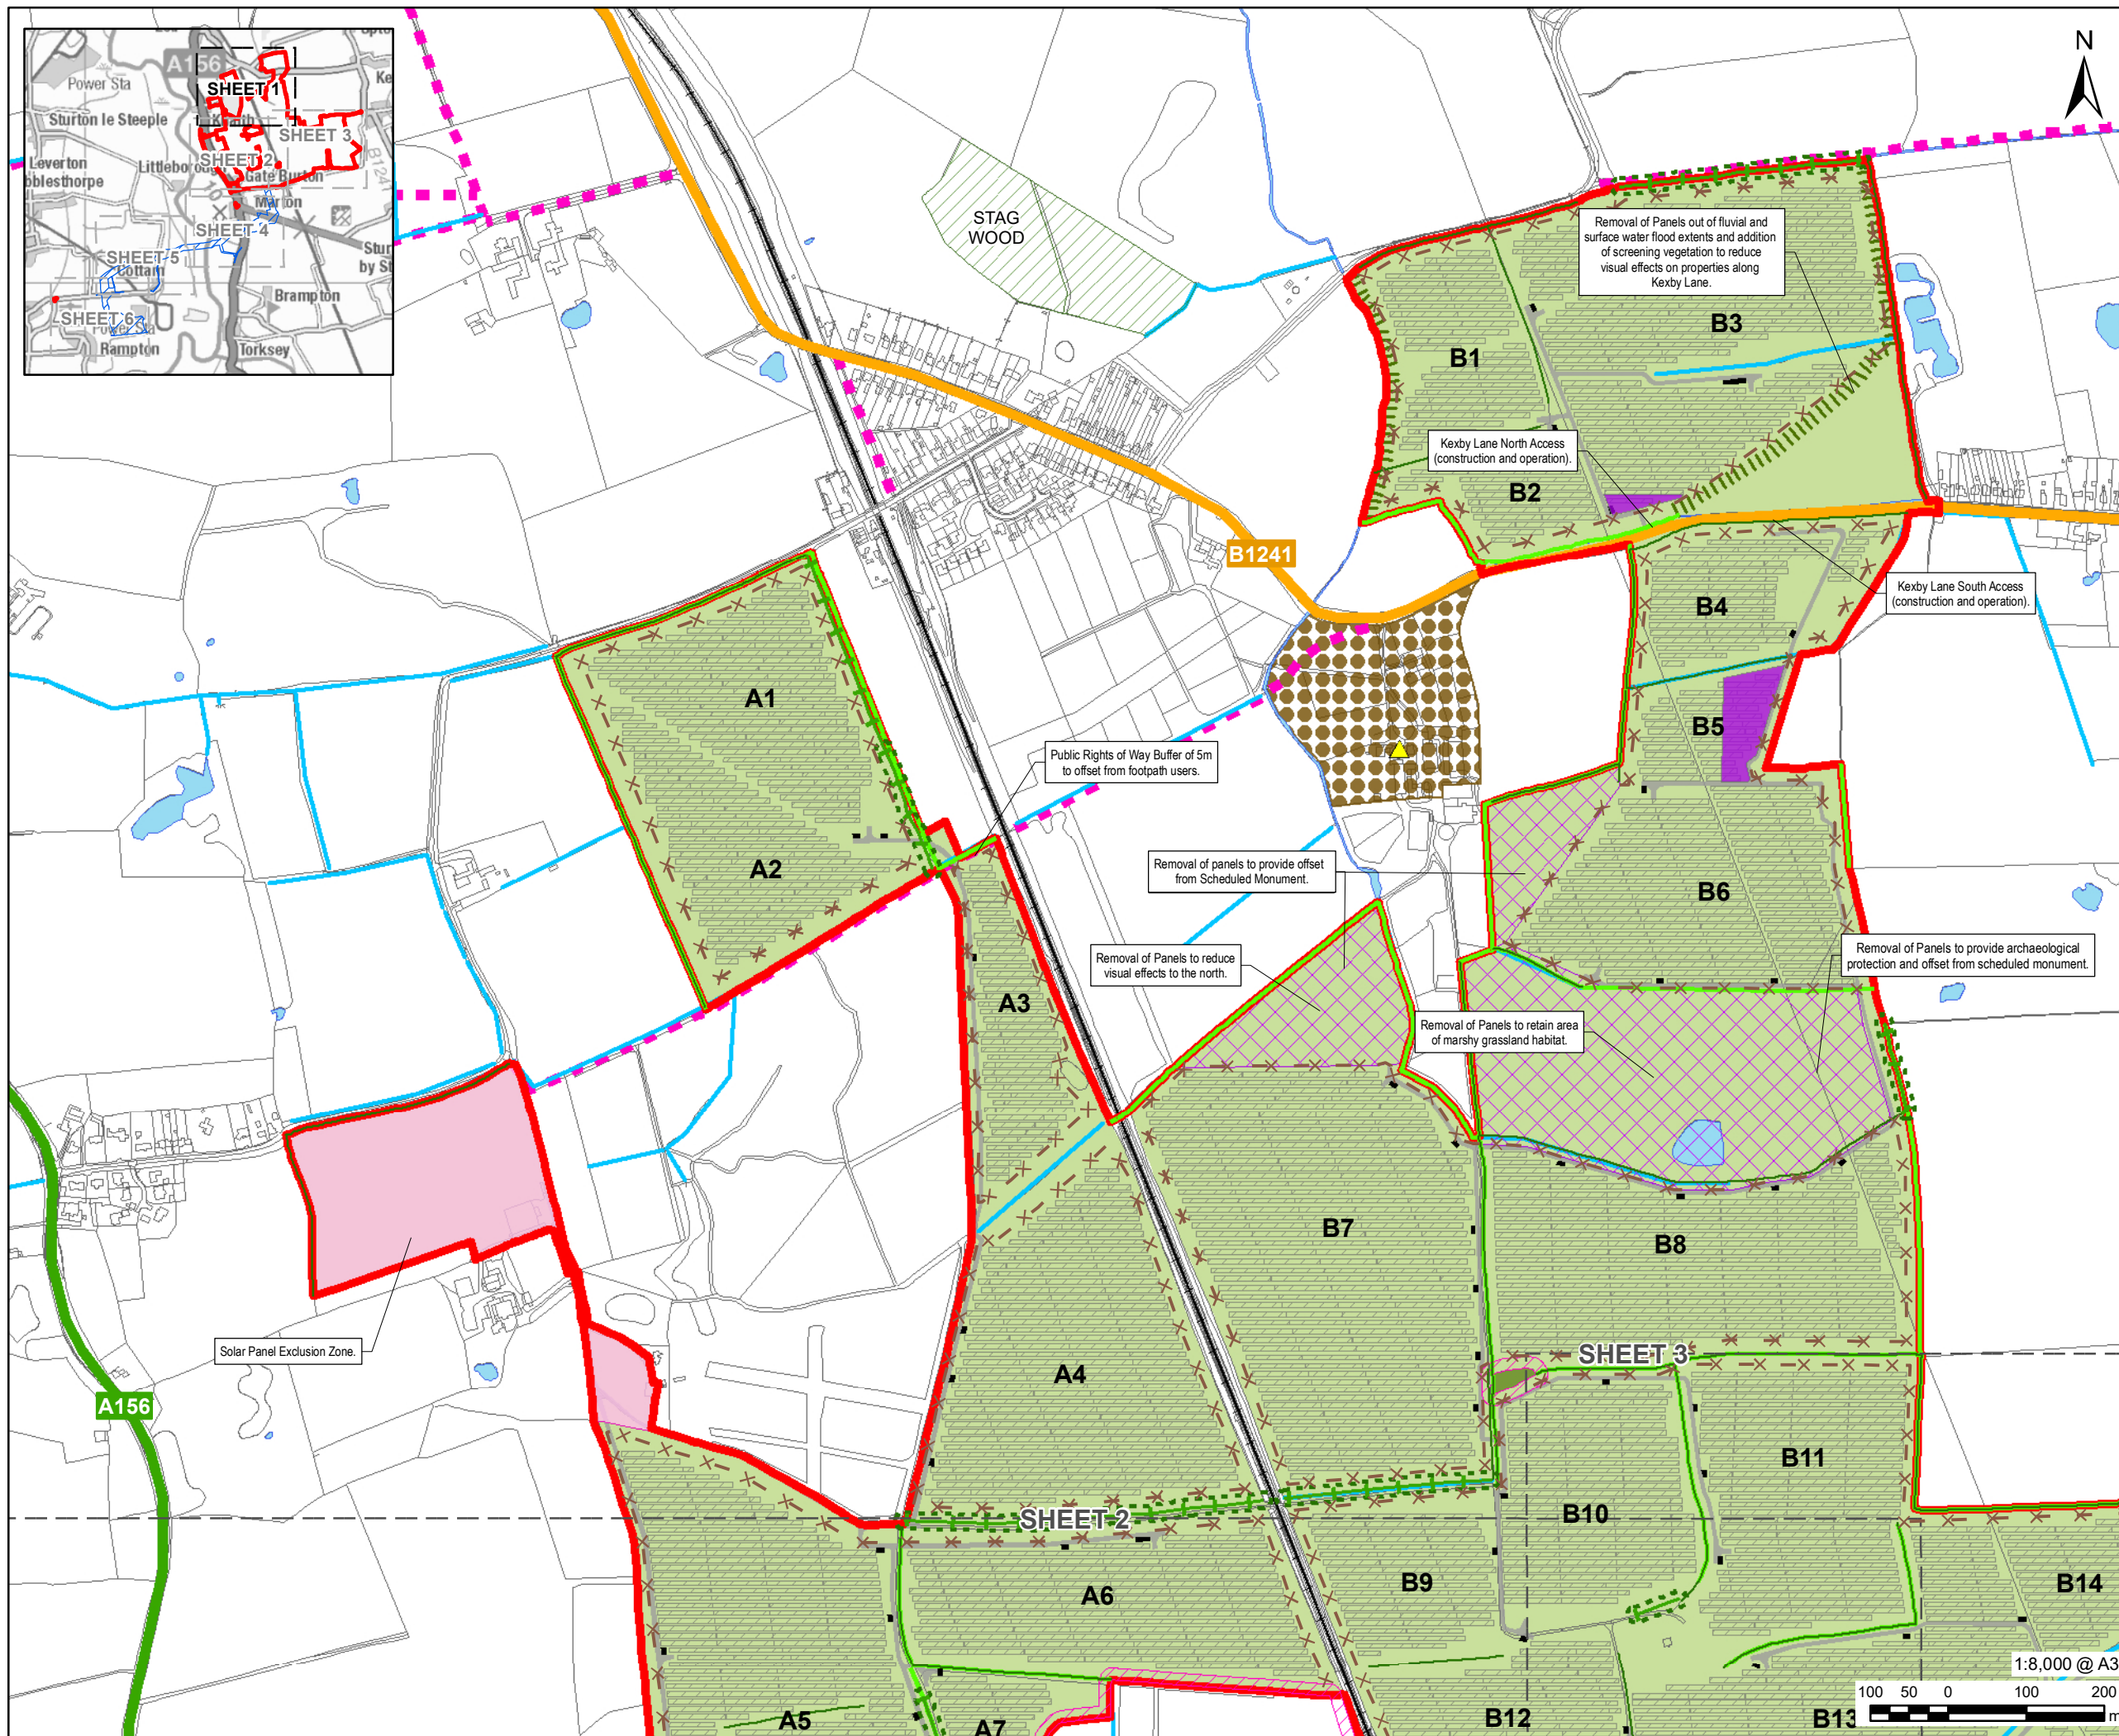 Power Sta
A156
SHEET 1
Ke
Sturton le Steeple
SHEET 3
Leverton
bblesthorpe
SHEET 2
Gate Burton
Marton
SHEET 4
Stur
by St
SHEET 5
Cottam
Brampton
SHEET 6
Rampton
Torksey
N
STAG
WOOD
Removal of Panels out of fluvial and
surface water flood extents and addition
of screening vegetation to reduce
visual effects on properties along
Kexby Lane.
B3
B1
Kexby Lane North Access
(construction and operation).
B2
B1241
Kexby Lane South Access
(construction and operation).
B4
A1
B5
Public Rights of Way Buffer of 5m
to offset from footpath users.
A2
Removal of panels to provide offset
from Scheduled Monument.
B6
Removal of Panels to reduce
visual effects to the north.
Removal of Panels to provide archaeological
protection and offset from scheduled monument.
A3
Removal of Panels to retain area
of marshy grassland habitat.
B7
B8
Solar Panel Exclusion Zone.
SHEET 3
A4
A156
B11
B10
SHEET 2
B9
B14
A6
1:8,000 @ A3
100 50 0 100 200
m
A5
A7
B12
B13